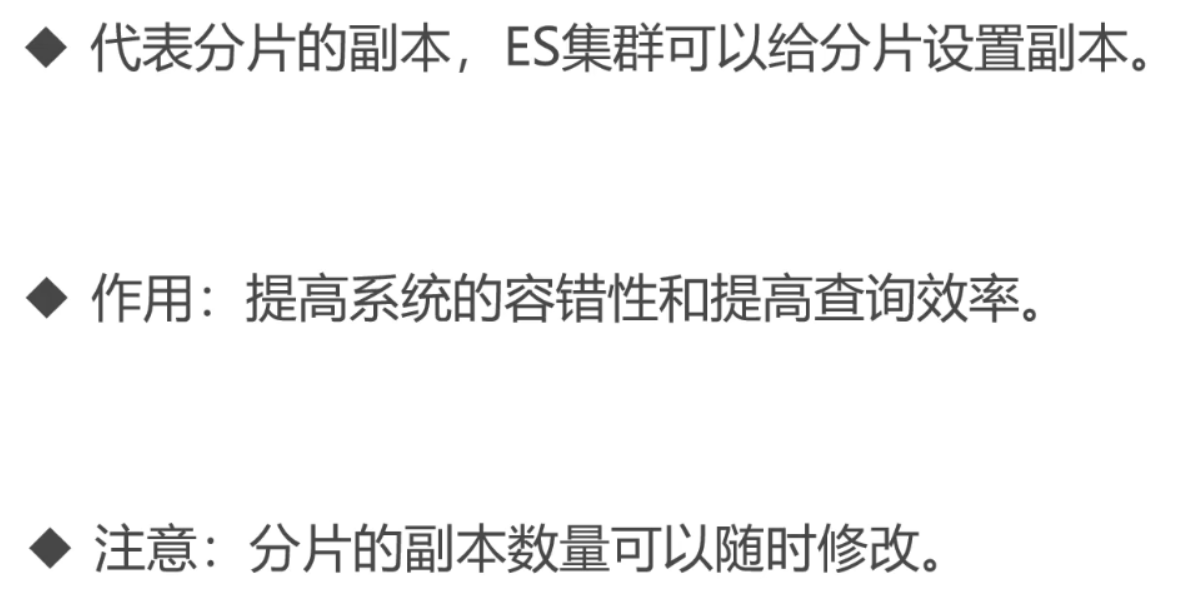 ◆ 代表分片的副本，ES集群可以给分片设置副本。
◆ 作用：提高系统的容错性和提高查询效率。
◆ 注意：分片的副本数量可以随时修改。